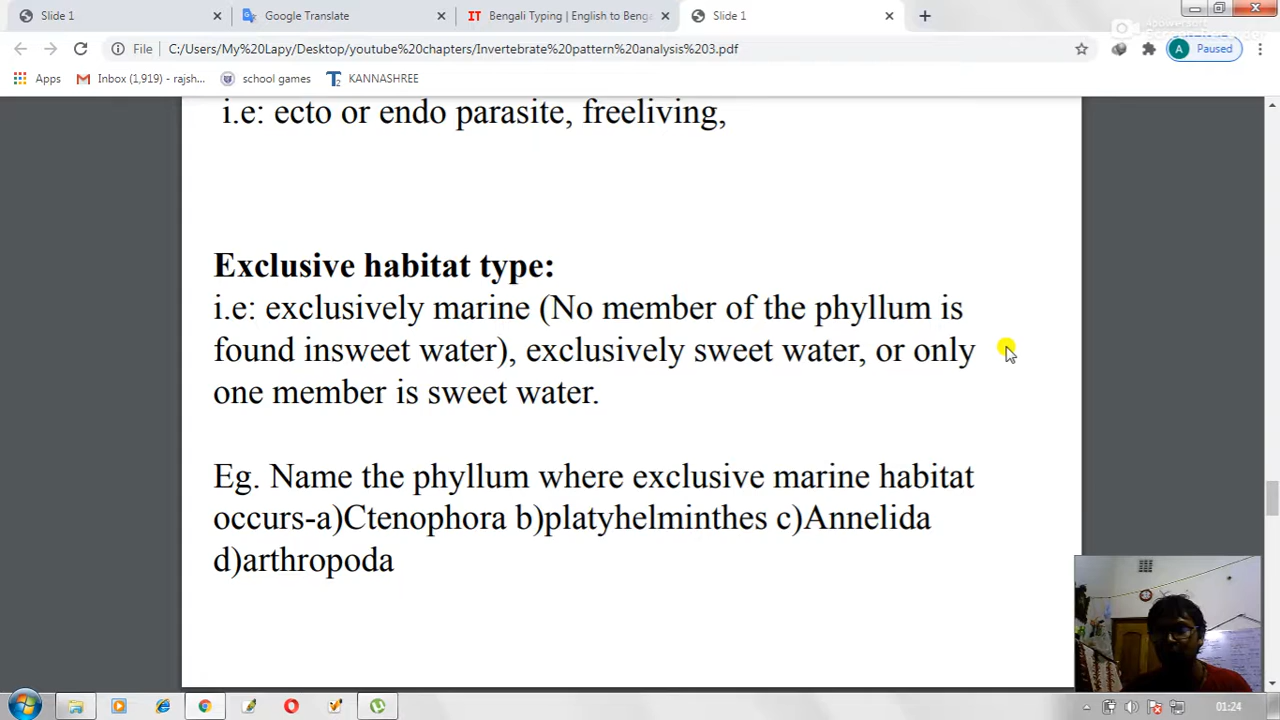 Slide 1
Google Translate
Bengali Typing | English to Beng
Slide 1
File
C:/Users/My%20Lapy/Desktop/youtube%20chapters/Invertebrate%20pattern%20analysis%203.pdf
A
Paused
Apps
Inbox (1,919) - rajsh...
school games
KANNASHREE
i.e: ecto or endo parasite, freeliving,
Exclusive habitat type:
i.e: exclusively marine (No member of the phyllum is
found insweet water), exclusively sweet water, or only
one member is sweet water.
Eg. Name the phyllum where exclusive marine habitat
occurs-a)Ctenophora b)platyhelminthes c)Annelida
d)arthropoda
01:24